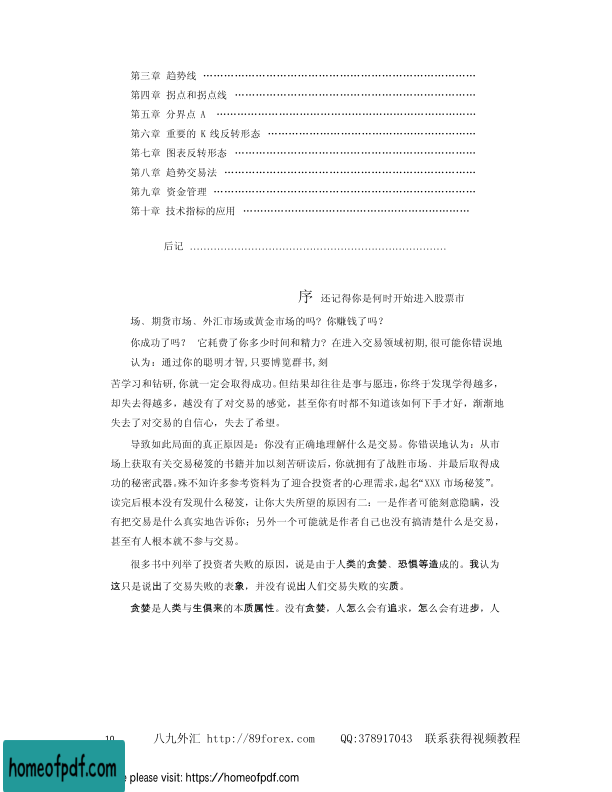 第三章 趋势线 ……………………………………………………………………
第四章 拐点和拐点线 ……………………………………………………………
第五章 分界点 A …………………………………………………………………
第六章 重要的 K 线反转形态 ……………………………………………………
第七章 图表反转形态 ……………………………………………………………
第八章 趋势交易法 ………………………………………………………………
第九章 资金管理 …………………………………………………………………
第十章 技术指标的应用 …………………………………………………………
后记 …………………………………………………………………
序 还记得你是何时开始进入股票市
场、期货市场、外汇市场或黄金市场的吗？你赚钱了吗？
你成功了吗？ 它耗费了你多少时间和精力？在进入交易领域初期,很可能你错误地
认为：通过你的聪明才智,只要博览群书,刻
苦学习和钻研,你就一定会取得成功。但结果却往往是事与愿违,你终于发现学得越多，
却失去得越多，越没有了对交易的感觉，甚至你有时都不知道该如何下手才好，渐渐地
失去了对交易的自信心，失去了希望。
导致如此局面的真正原因是：你没有正确地理解什么是交易。你错误地认为：从市
场上获取有关交易秘笈的书籍并加以刻苦研读后，你就拥有了战胜市场、并最后取得成
功的秘密武器。殊不知许多参考资料为了迎合投资者的心理需求，起名“XXX 市场秘笈”。
读完后根本没有发现什么秘笈，让你大失所望的原因有二：一是作者可能刻意隐瞒，没
有把交易是什么真实地告诉你；另外一个可能就是作者自己也没有搞清楚什么是交易，
甚至有人根本就不参与交易。
很多书中列举了投资者失败的原因，说是由于人类的贪婪、恐惧等造成的。我认为
这只是说出了交易失败的表象，并没有说出人们交易失败的实质。
贪婪是人类与生俱来的本质属性。没有贪婪，人怎么会有追求，怎么会有进步，人
10 八九外汇 http://89forex.com QQ:378917043 联系获得视频教程
homeofpdf.com
please visit: https://homeofpdf.com